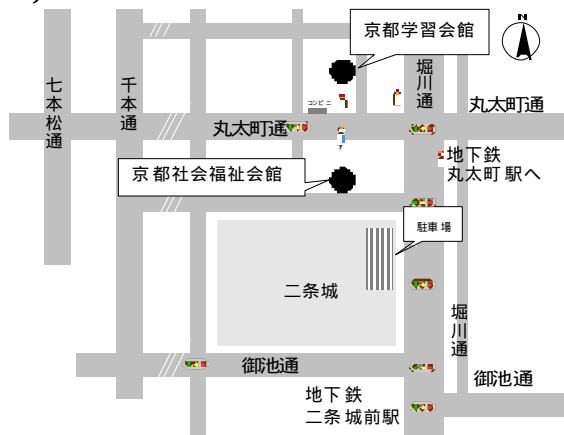 京都学習会館
七本松通
千本通
堀川通
コンビニ
丸太町通
丸太町通
地下鉄
丸太町駅へ
京都社会福祉会館
駐車場
二条城
堀川通
御池通
御池通
地下鉄
二条城前駅